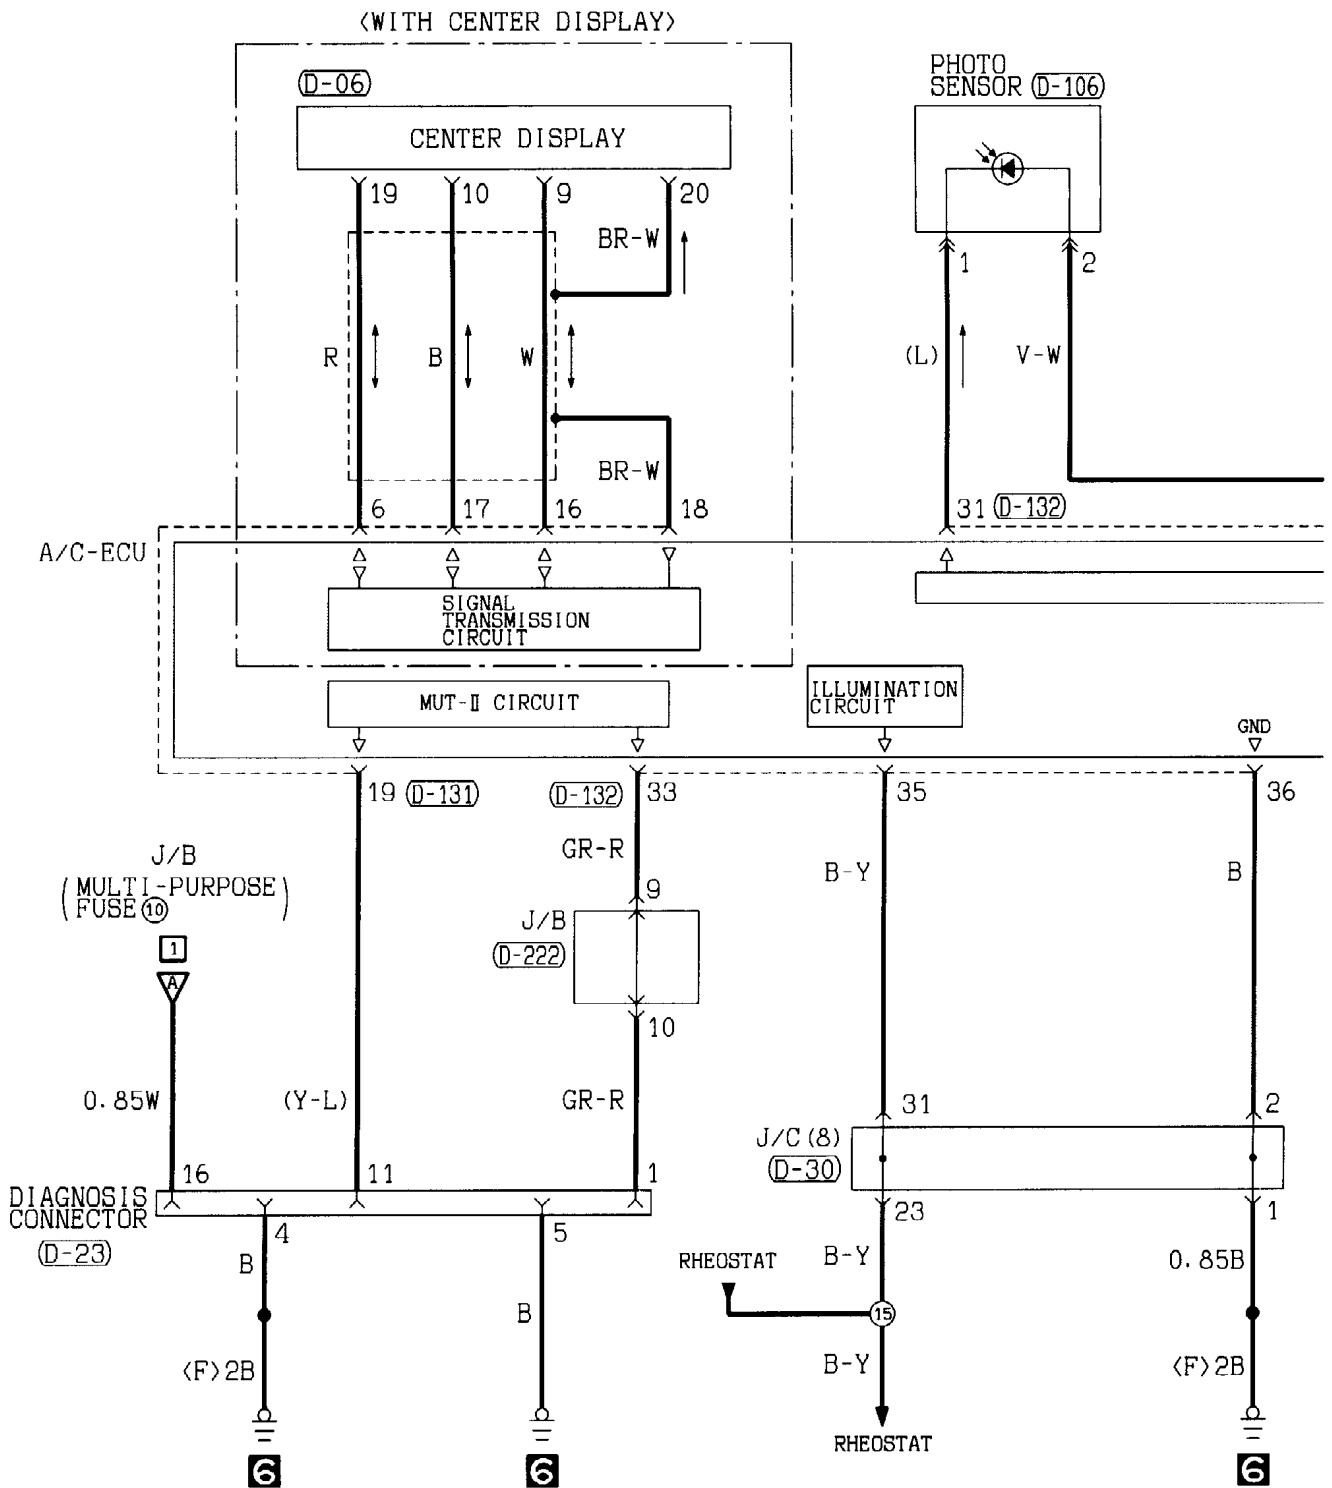 <WITH CENTER DISPLAY>
D-06
CENTER DISPLAY
19 10 9 20
BR-W
R B W
BR-W
6 17 16 18
PHOTO
SENSOR D-106
1 2
(L) V-W
31 D-132
A/C-ECU
SIGNAL
TRANSMISSION
CIRCUIT
MUT-Ⅱ CIRCUIT
ILLUMINATION
CIRCUIT
GND
19 D-131 D-132 33 35 36
GR-R
B-Y B
J/B
(MULTI-PURPOSE
FUSE 10)
1
A
9
J/B
D-222
10
0.85W (Y-L) GR-R
31 2
J/C(8)
D-30
16 11 1
DIAGNOSIS
CONNECTOR
D-23
4 5
23 1
B
B
<F>2B
RHEOSTAT
B-Y
15
B-Y
RHEOSTAT
0.85B
<F>2B
6 6 6